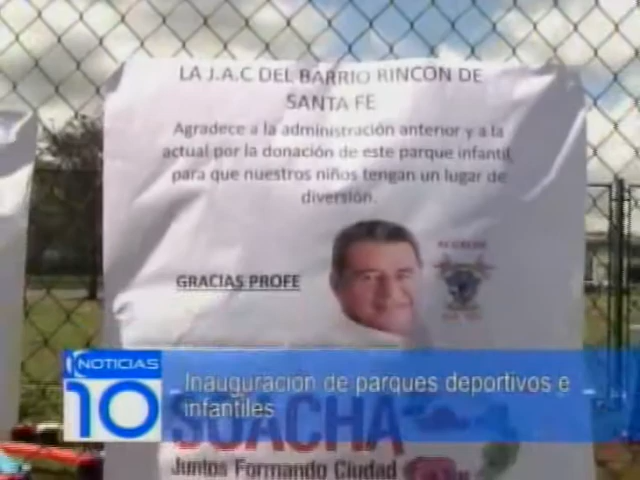 LA J.A.C DEL BARRIO RINCON DE
SANTA FE
Agradece a la administración anterior y a la
actual por la donación de este parque infantil
para que nuestros niños tengan un lugar de
diversión.
GRACIAS PROFE
NOTICIAS
10
Inauguración de parques deportivos e
infantiles
SOACHA
Juntos Formando Ciudad